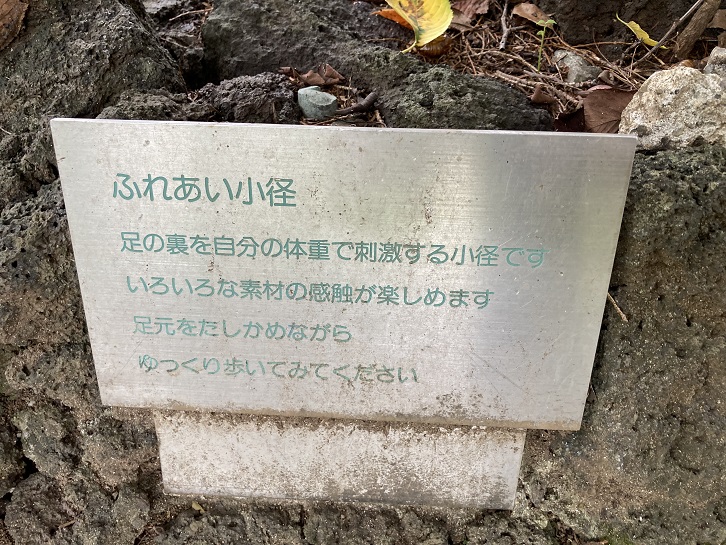 ふれあい小径
足の裏を自分の体重で刺激する小径です
いろいろな素材の感触が楽しめます
足元をたしかめながら
ゆっくり歩いてみてください